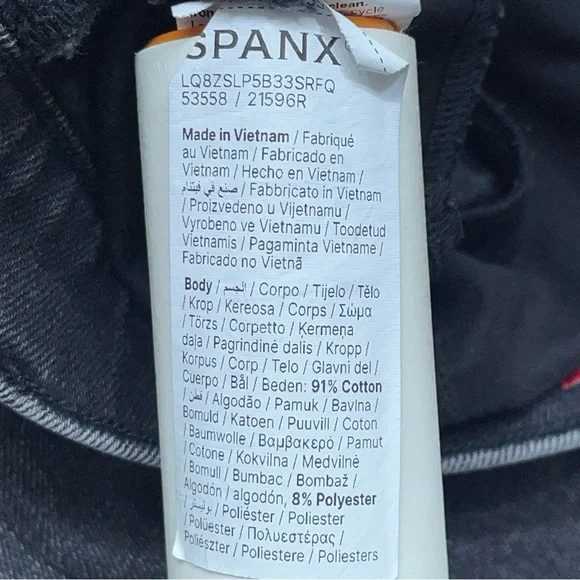 clean.
cycle
SPANX®
LQ8ZSLP5B33SRFQ
53558 / 21596R
Made in Vietnam / Fabriqué
au Vietnam / Fabricado en
Vietnam / Hecho en Vietnam /
صنع في فيتنام / Fabbricato in Vietnam
/ Proizvedeno u Vijetnamu /
Vyrobeno ve Vietnamu / Toodetud
Vietnamis / Pagaminta Vietname /
Fabricado no Vietnã
Body / الجسم / Corpo / Tijelo / Tělo
/ Krop / Kereosa / Corps / Σώμα
/ Törzs / Corpetto / Ķermeņa
daļa / Pagrindinė dalis / Kropp /
Korpus / Corp / Telo / Glavni del /
Cuerpo / Bål / Beden: 91% Cotton
/ قطن / Algodão / Pamuk / Bavlna /
Bomuld / Katoen / Puuvill / Coton
/ Baumwolle / Βαμβακερό / Pamut
/ Cotone / Kokvilna / Medvilnė
/ Bomull / Bumbac / Bombaž /
Algodón / algodón, 8% Polyester
/ بوليستر / Poliéster / Poliester
/ Polüester / Πολυεστέρας /
Poliészter / Poliestere / Poliesters